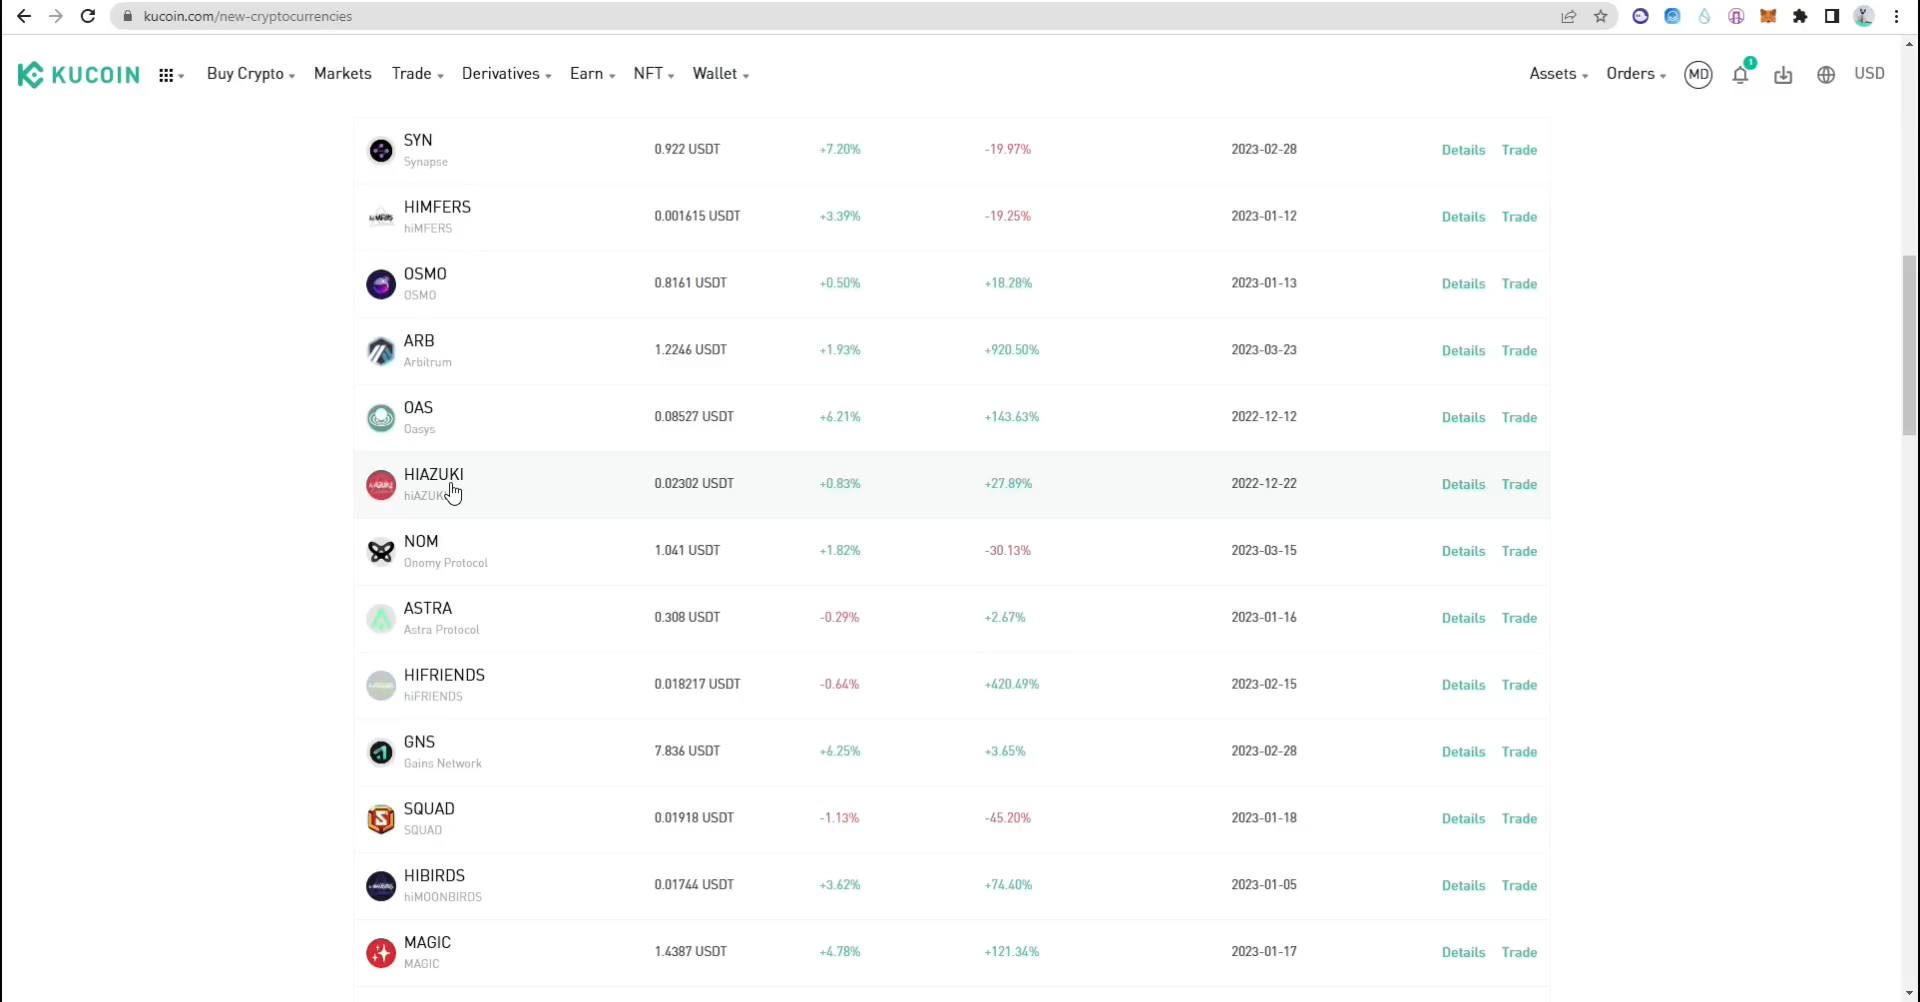 kucoin.com/new-cryptocurrencies
KUCOIN Buy Crypto Markets Trade Derivatives Earn NFT Wallet Assets Orders MD 1 USD
SYN 0.922 USDT +7.20% -19.97% 2023-02-28 Details Trade
Synapse
HIMFERS 0.001615 USDT +3.39% -19.25% 2023-01-12 Details Trade
hiMFERS
OSMO 0.8161 USDT +0.50% +18.28% 2023-01-13 Details Trade
OSMO
ARB 1.2246 USDT +1.93% +920.50% 2023-03-23 Details Trade
Arbitrum
OAS 0.08527 USDT +6.21% +143.63% 2022-12-12 Details Trade
Oasys
HIAZUKI 0.02302 USDT +0.83% +27.89% 2022-12-22 Details Trade
hiAZUKI
NOM 1.041 USDT +1.82% -30.13% 2023-03-15 Details Trade
Onomy Protocol
ASTRA 0.308 USDT -0.29% +2.67% 2023-01-16 Details Trade
Astra Protocol
HIFRIENDS 0.018217 USDT -0.64% +420.49% 2023-02-15 Details Trade
hiFRIENDS
GNS 7.836 USDT +6.25% +3.65% 2023-02-28 Details Trade
Gains Network
SQUAD 0.01918 USDT -1.13% -45.20% 2023-01-18 Details Trade
SQUAD
HIBIRDS 0.01744 USDT +3.62% +74.40% 2023-01-05 Details Trade
hiMOONBIRDS
MAGIC 1.4387 USDT +4.78% +121.34% 2023-01-17 Details Trade
MAGIC